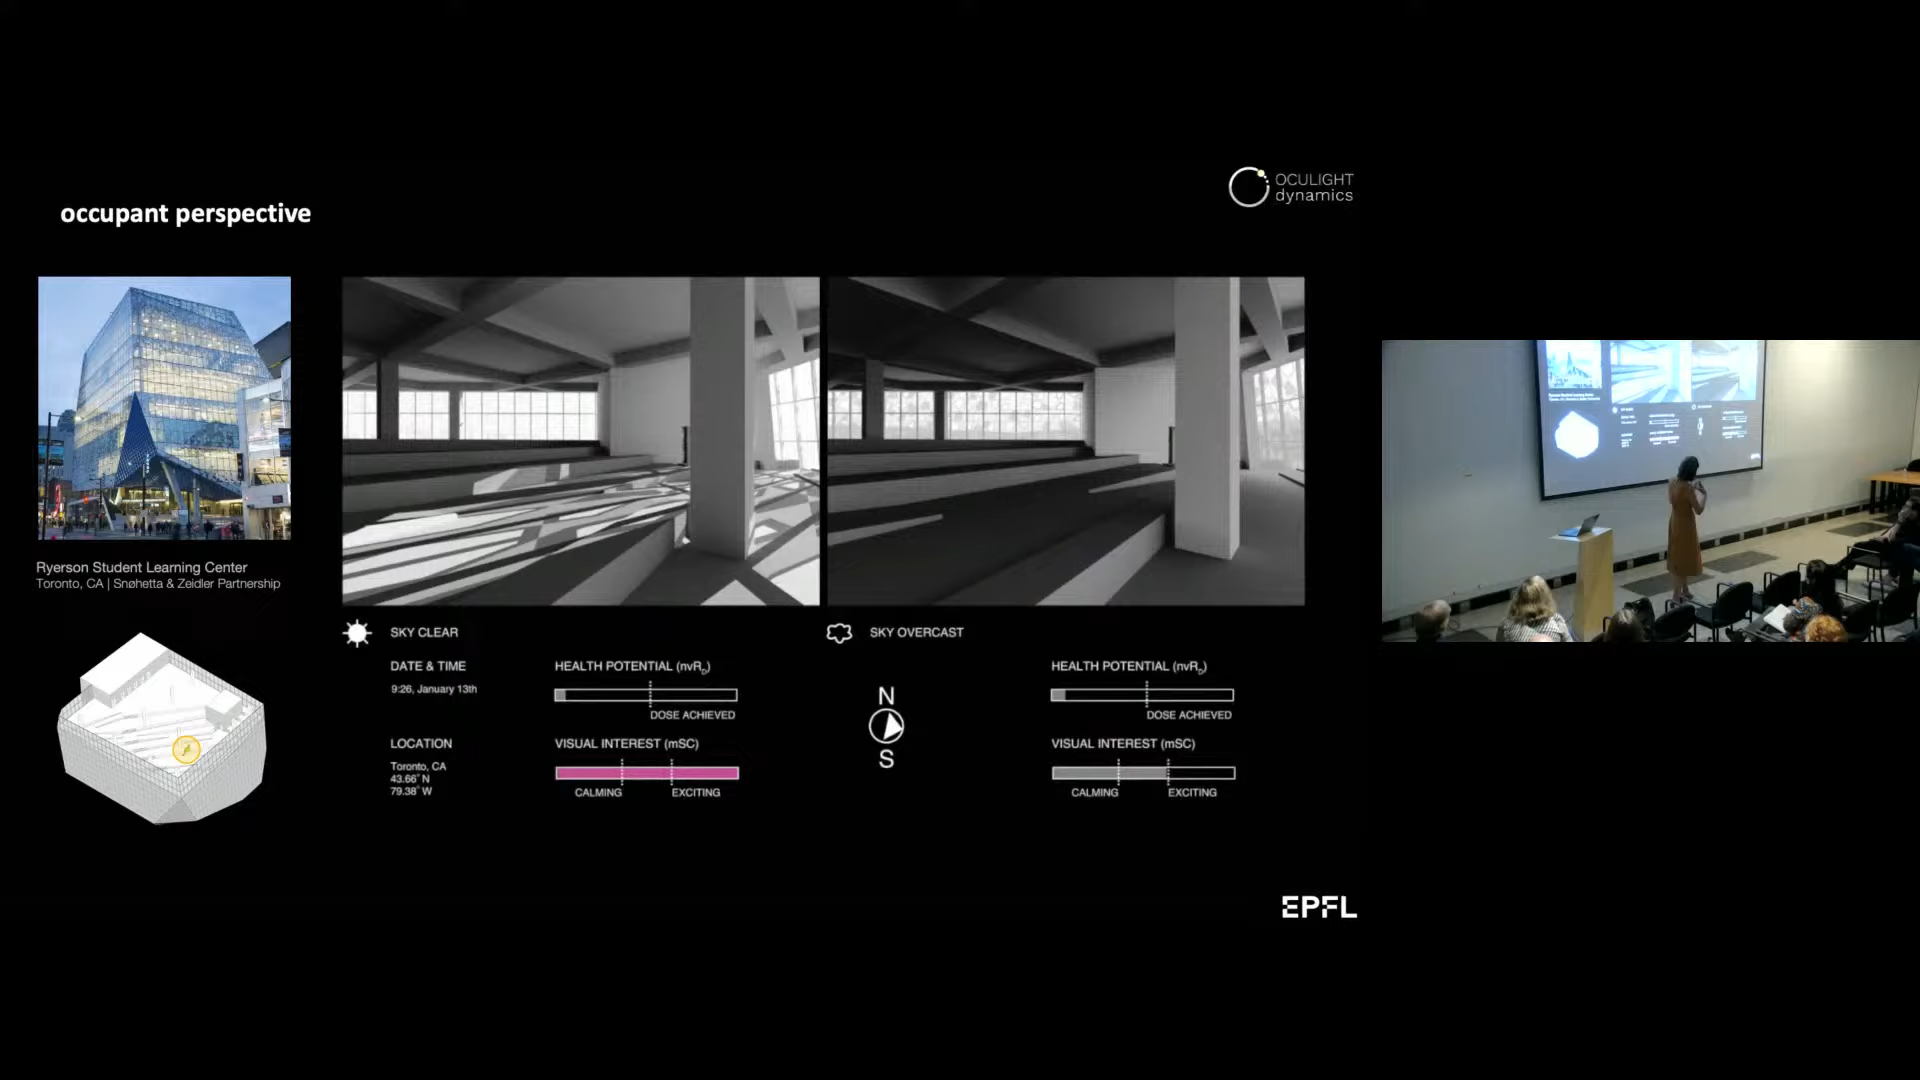 OCULIGHT
dynamics
occupant perspective
Ryerson Student Learning Center
Toronto, CA | Snøhetta & Zeidler Partnership
SKY CLEAR
DATE & TIME
9:26, January 13th
LOCATION
Toronto, CA
43.66° N
79.38° W
HEALTH POTENTIAL (nvR_D)
DOSE ACHIEVED
VISUAL INTEREST (mSC)
CALMING EXCITING
SKY OVERCAST
N
S
HEALTH POTENTIAL (nvR_D)
DOSE ACHIEVED
VISUAL INTEREST (mSC)
CALMING EXCITING
EPFL